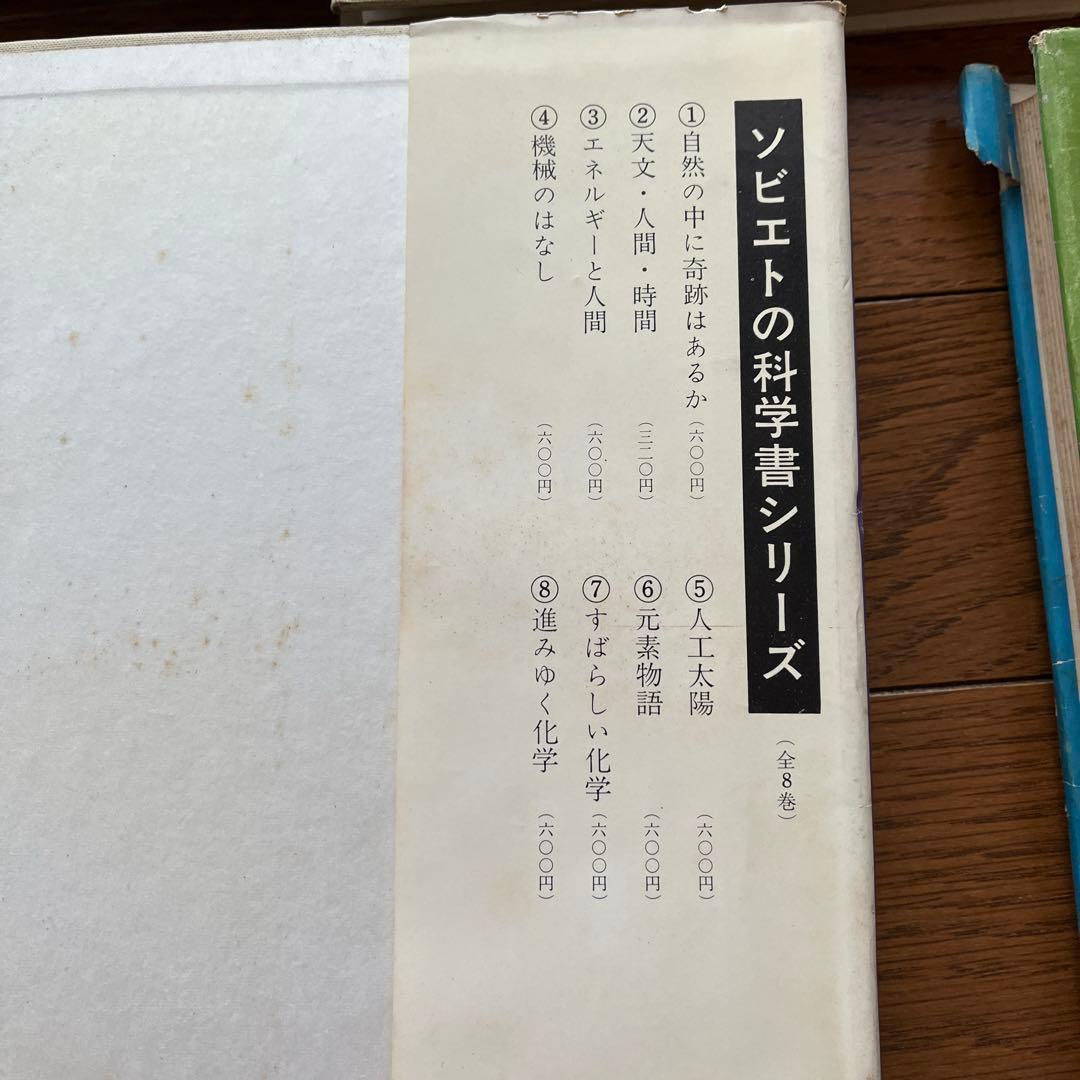 ソビエトの科学書シリーズ（全8巻）
①自然の中に奇跡はあるか（六〇〇円）
②天文・人間・時間（三二〇円）
③エネルギーと人間（六〇〇円）
④機械のはなし（六〇〇円）
⑤人工太陽（六〇〇円）
⑥元素物語（六〇〇円）
⑦すばらしい化学（六〇〇円）
⑧進みゆく化学（六〇〇円）